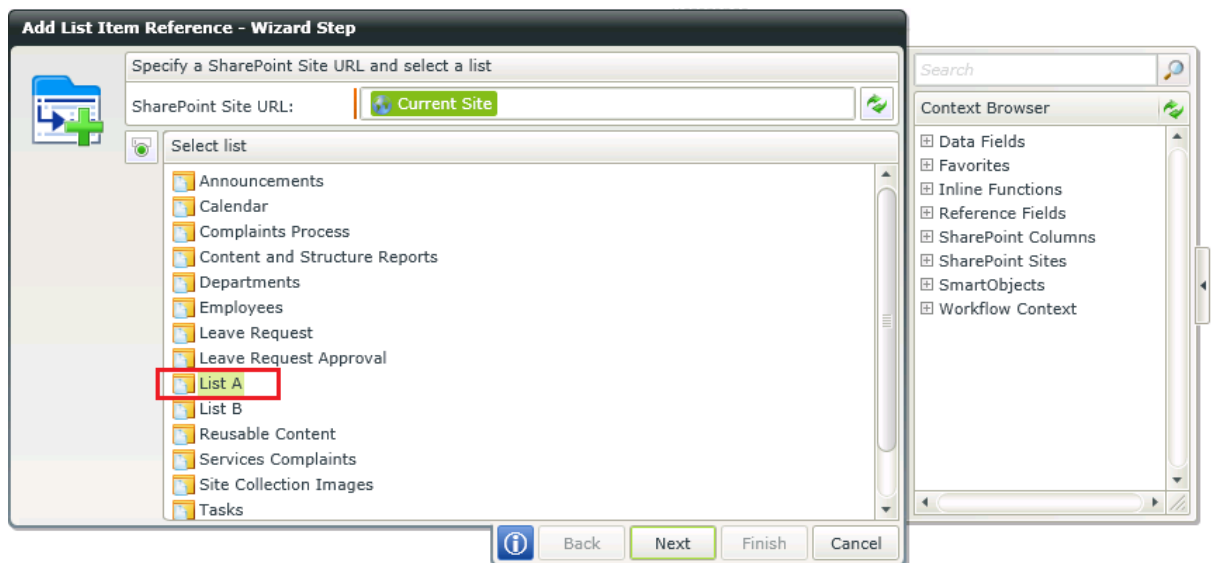 Add List Item Reference - Wizard Step
Specify a SharePoint Site URL and select a list
SharePoint Site URL: Current Site
Select list
Announcements
Calendar
Complaints Process
Content and Structure Reports
Departments
Employees
Leave Request
Leave Request Approval
List A
List B
Reusable Content
Services Complaints
Site Collection Images
Tasks
Back Next Finish Cancel
Search
Context Browser
Data Fields
Favorites
Inline Functions
Reference Fields
SharePoint Columns
SharePoint Sites
SmartObjects
Workflow Context